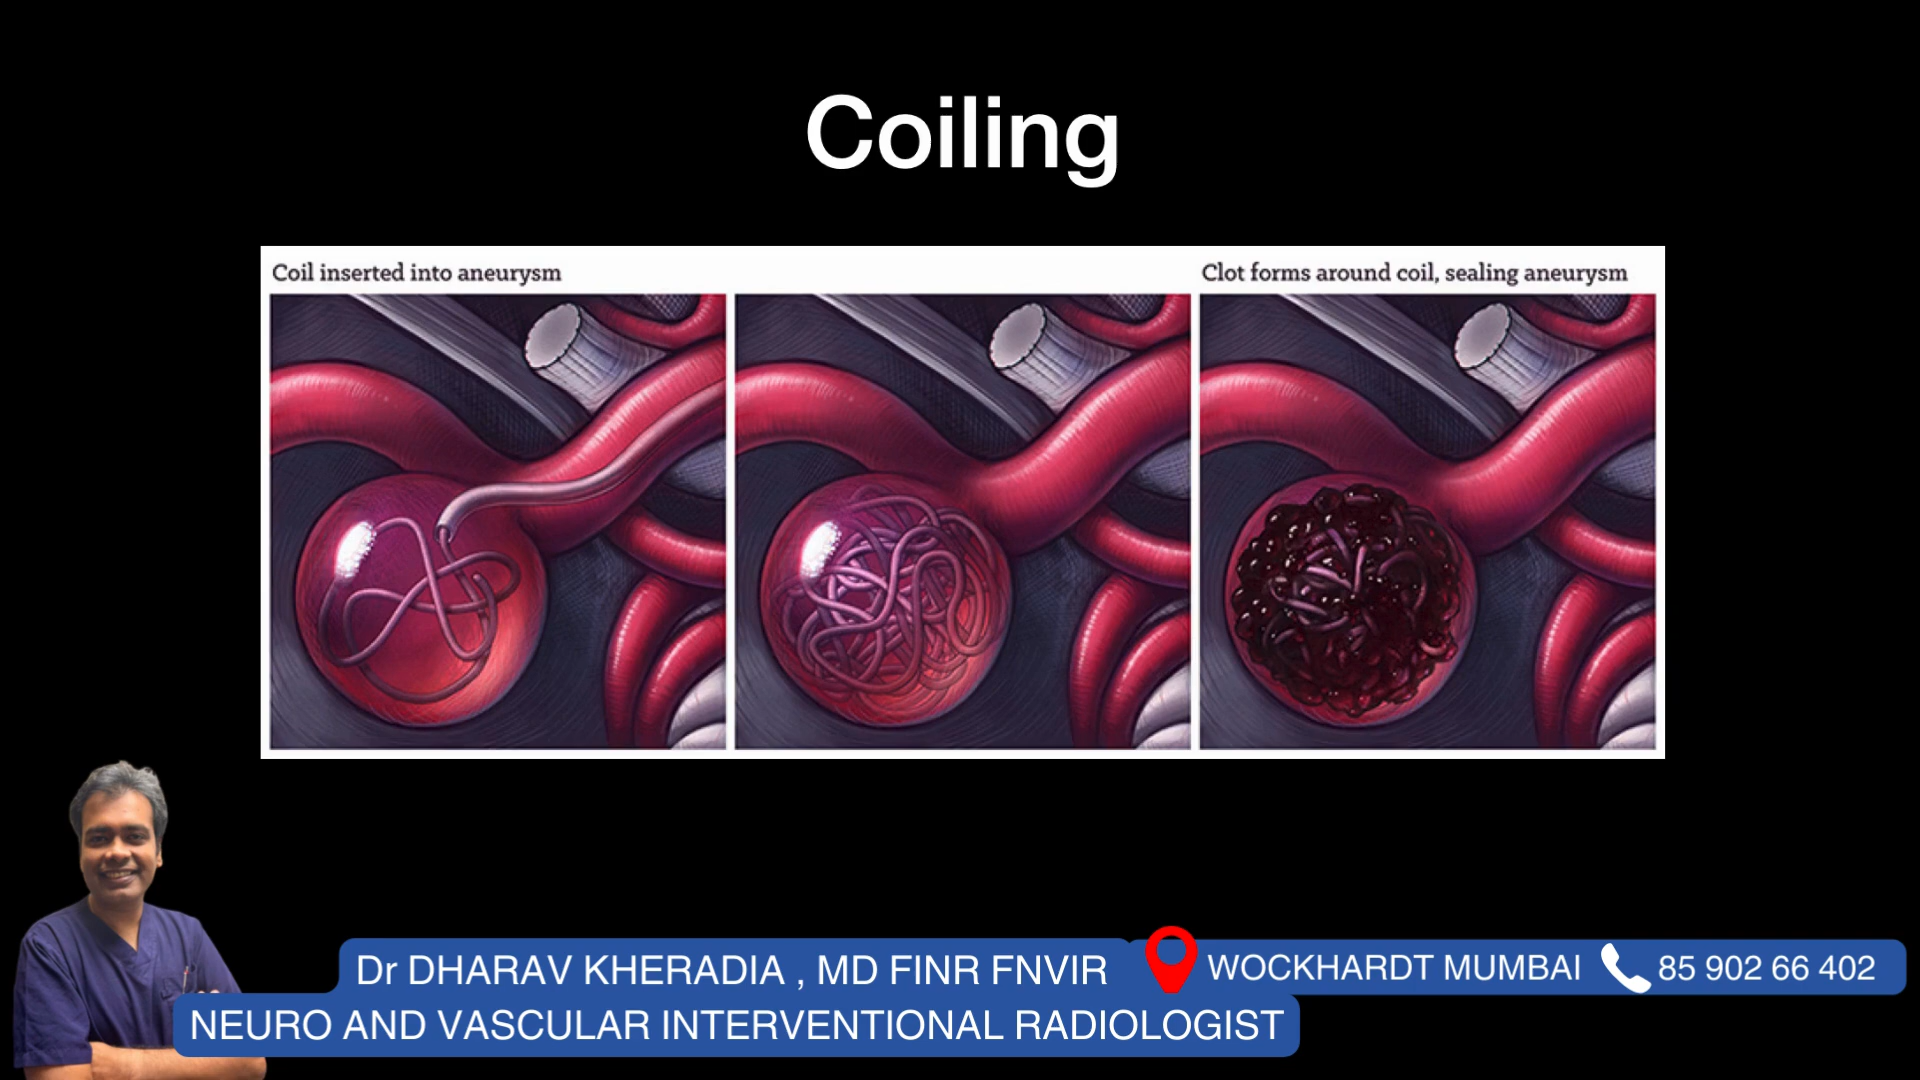 Coiling
Coil inserted into aneurysm
Clot forms around coil, sealing aneurysm
Dr DHARAV KHERADIA , MD FINR FNVIR
WOCKHARDT MUMBAI
85 902 66 402
NEURO AND VASCULAR INTERVENTIONAL RADIOLOGIST